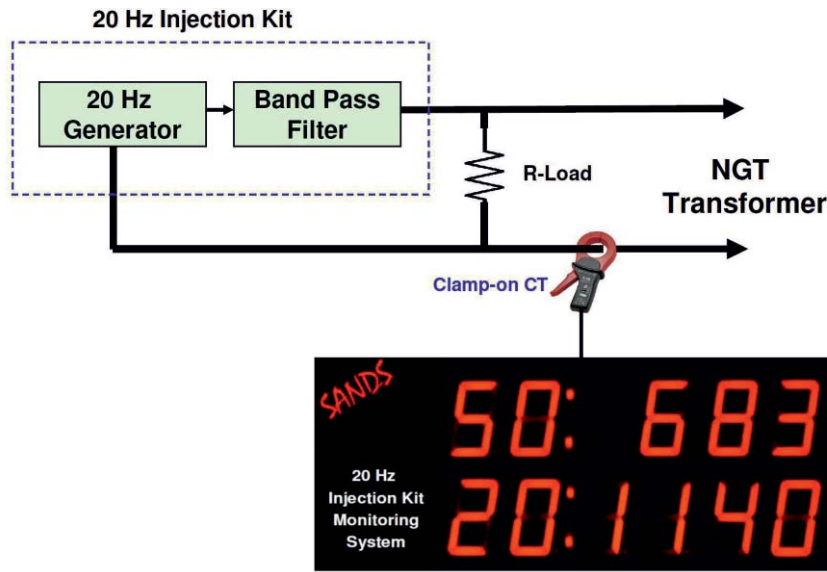 20 Hz Injection Kit
20 Hz
Generator
Band Pass
Filter
R-Load
NGT
Transformer
Clamp-on CT
SANDS
50: 683
20 Hz
Injection Kit
Monitoring
System
20:1140